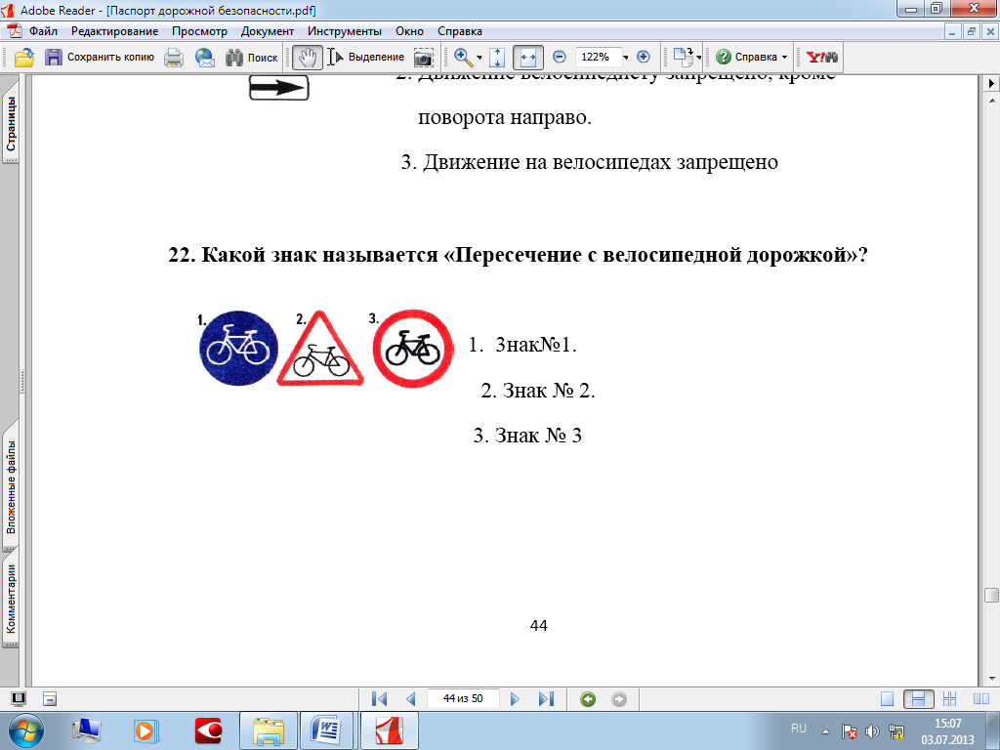 Adobe Reader - [Паспорт дорожной безопасности.pdf]
Файл Редактирование Просмотр Документ Инструменты Окно Справка
Сохранить копию Поиск Выделение 122% Справка Y!
Страницы
2. Движение велосипедисту запрещено, кроме
поворота направо.
3. Движение на велосипедах запрещено
22. Какой знак называется «Пересечение с велосипедной дорожкой»?
1. 2. 3.
1. Знак№1.
2. Знак № 2.
3. Знак № 3
Вложенные файлы
Комментарии
44
44 из 50
RU 15:07
03.07.2013